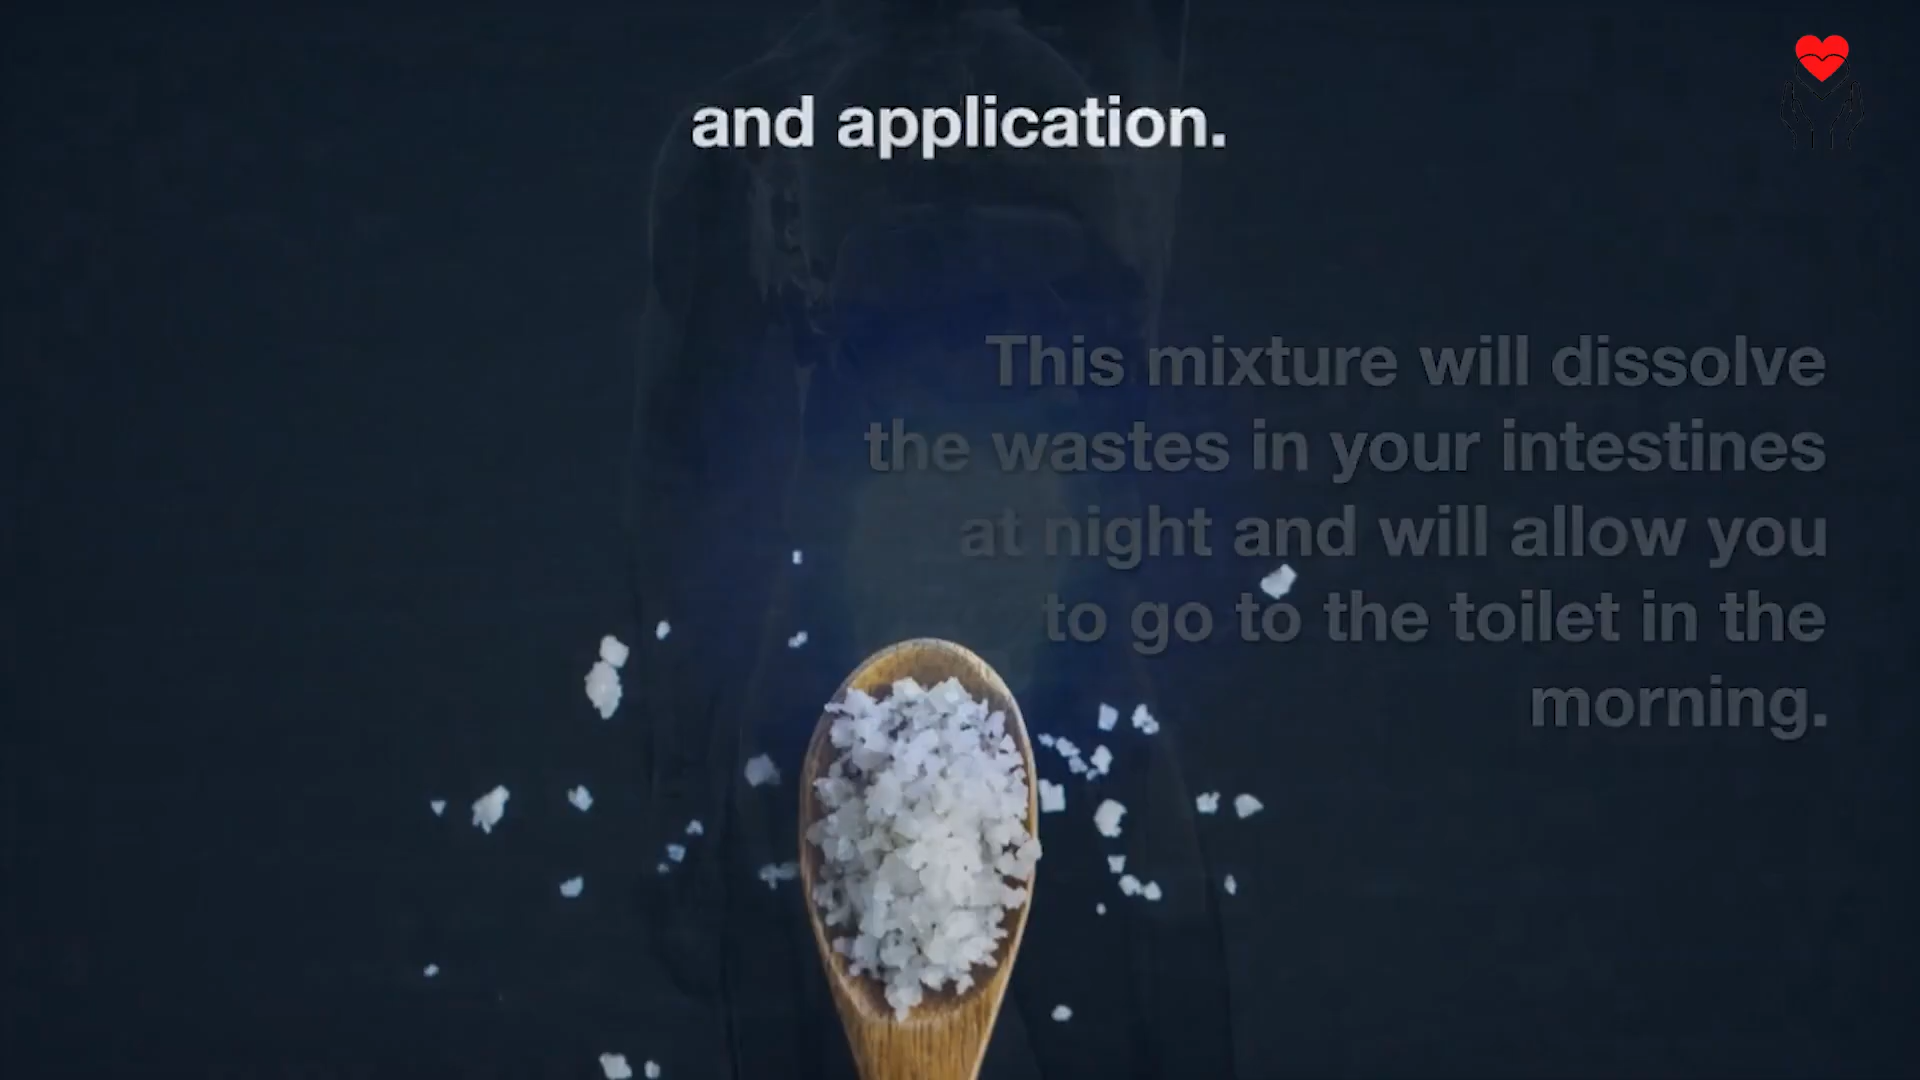 and application.
This mixture will dissolve
the wastes in your intestines
at night and will allow you
to go to the toilet in the
morning.